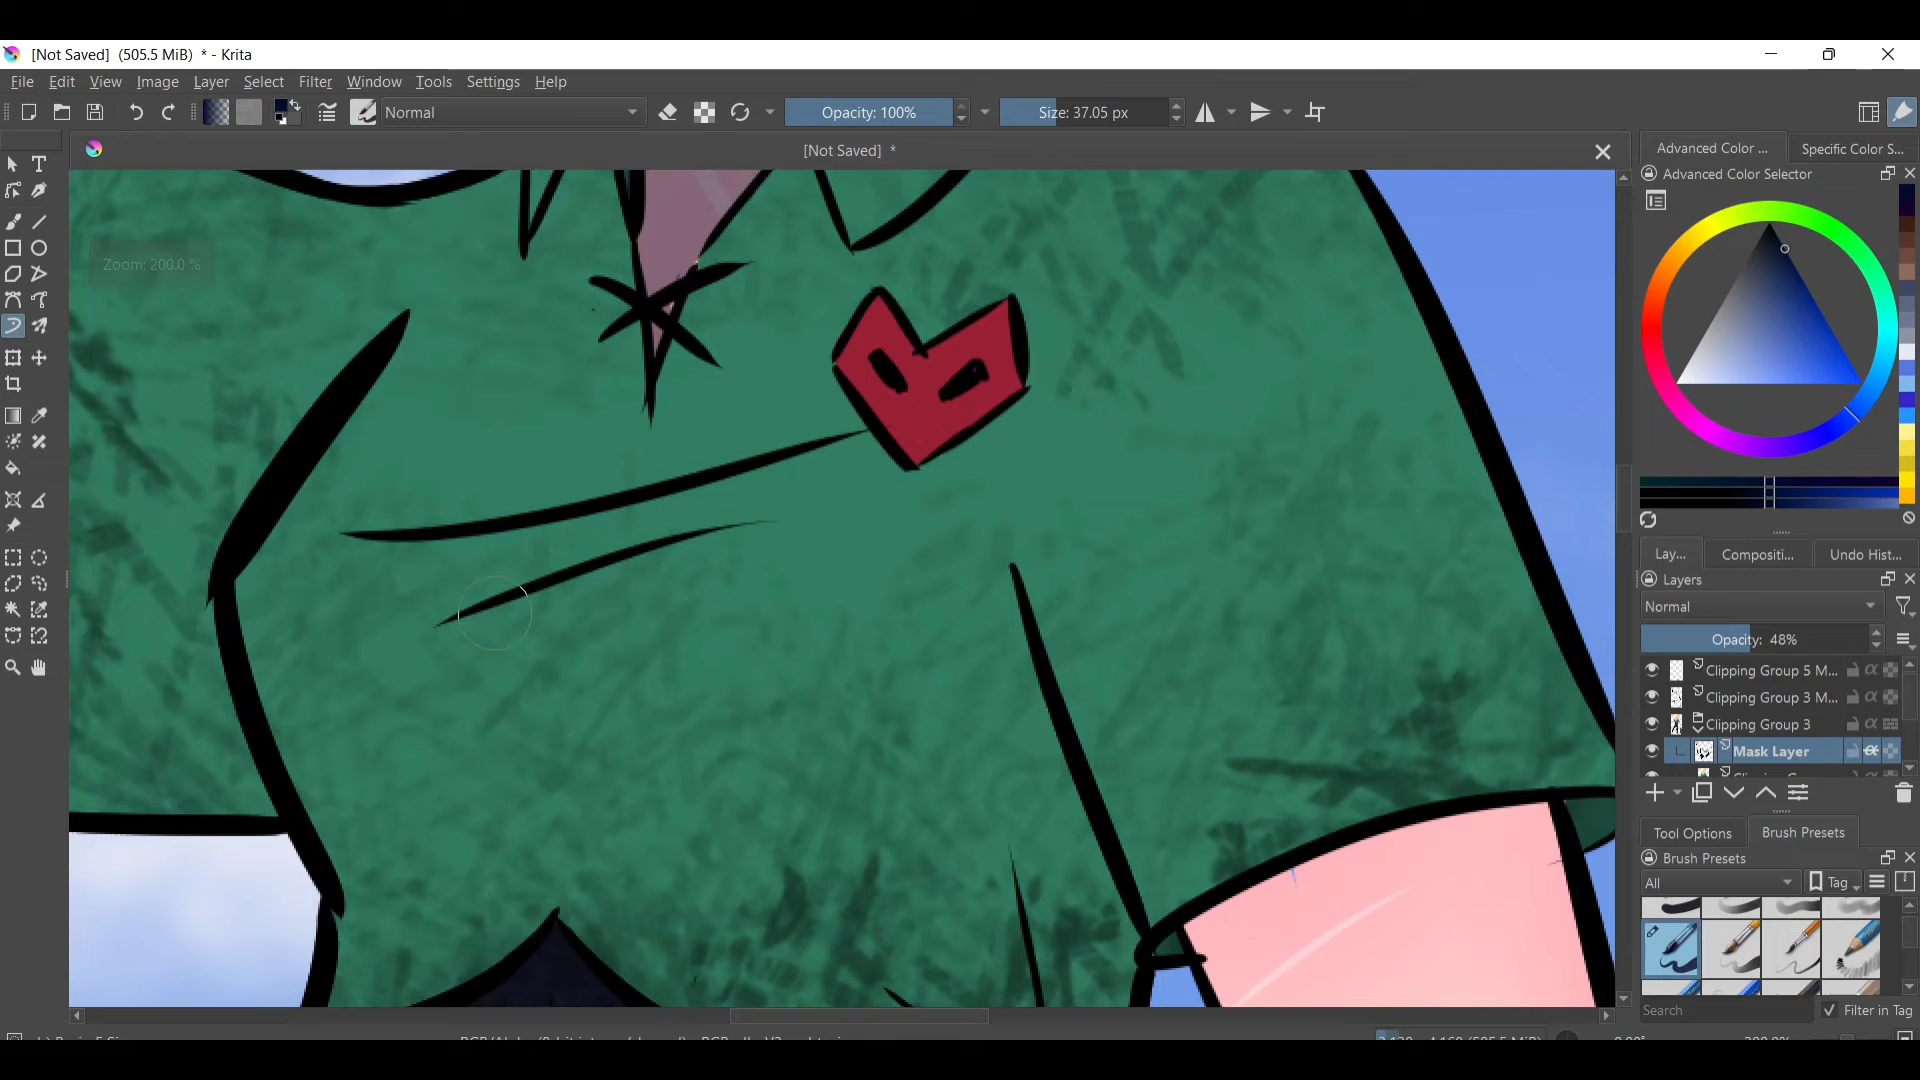 [Not Saved] (505.5 MiB) * - Krita
File Edit View Image Layer Select Filter Window Tools Settings Help
Normal
Opacity: 100%
Size: 37.05 px
[Not Saved] *
Advanced Color ...
Specific Color S...
Advanced Color Selector
Zoom: 200.0 %
Lay...
Compositi...
Undo Hist...
Layers
Normal
Opacity: 48%
Clipping Group 5 M...
Clipping Group 3 M...
Clipping Group 3
Mask Layer
Tool Options
Brush Presets
Brush Presets
All
Tag
Search
Filter in Tag